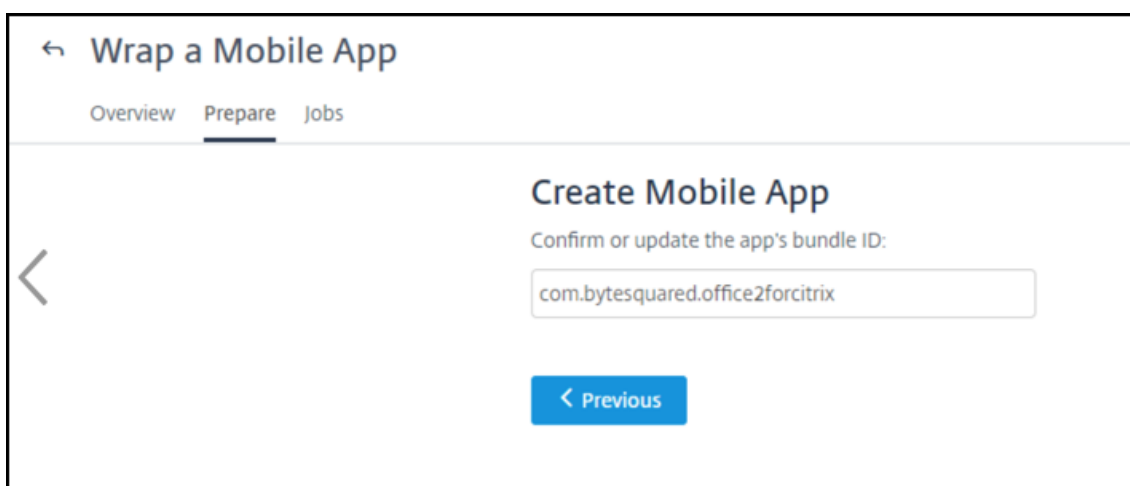 Wrap a Mobile App
Overview Prepare Jobs
Create Mobile App
Confirm or update the app's bundle ID:
com.bytesquared.office2forcitrix
Previous